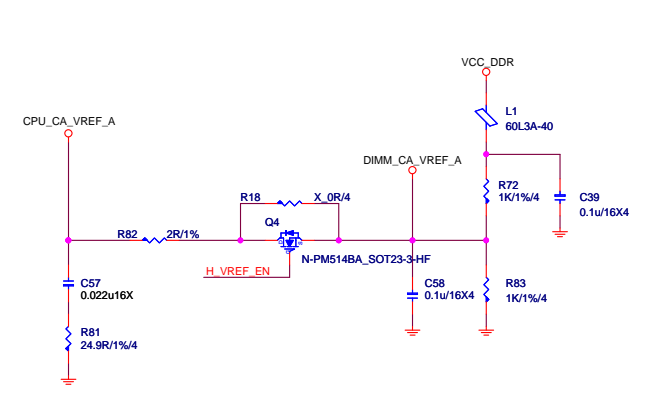 VCC_DDR
L1
60L3A-40
CPU_CA_VREF_A
DIMM_CA_VREF_A
R72
1K/1%/4
C39
0.1u/16X4
R18
X_0R/4
Q4
R82
2R/1%
N-PM514BA_SOT23-3-HF
H_VREF_EN
C57
0.022u16X
C58
0.1u/16X4
R83
1K/1%/4
R81
24.9R/1%/4